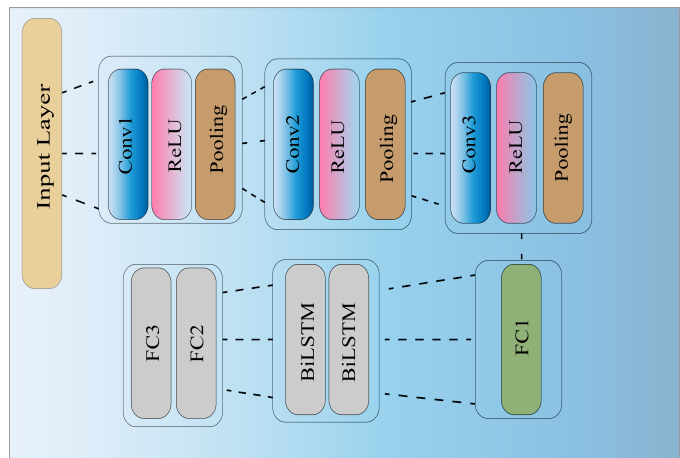 Input Layer
Conv1
ReLU
Pooling
Conv2
ReLU
Pooling
Conv3
ReLU
Pooling
FC3
FC2
BiLSTM
BiLSTM
FC1